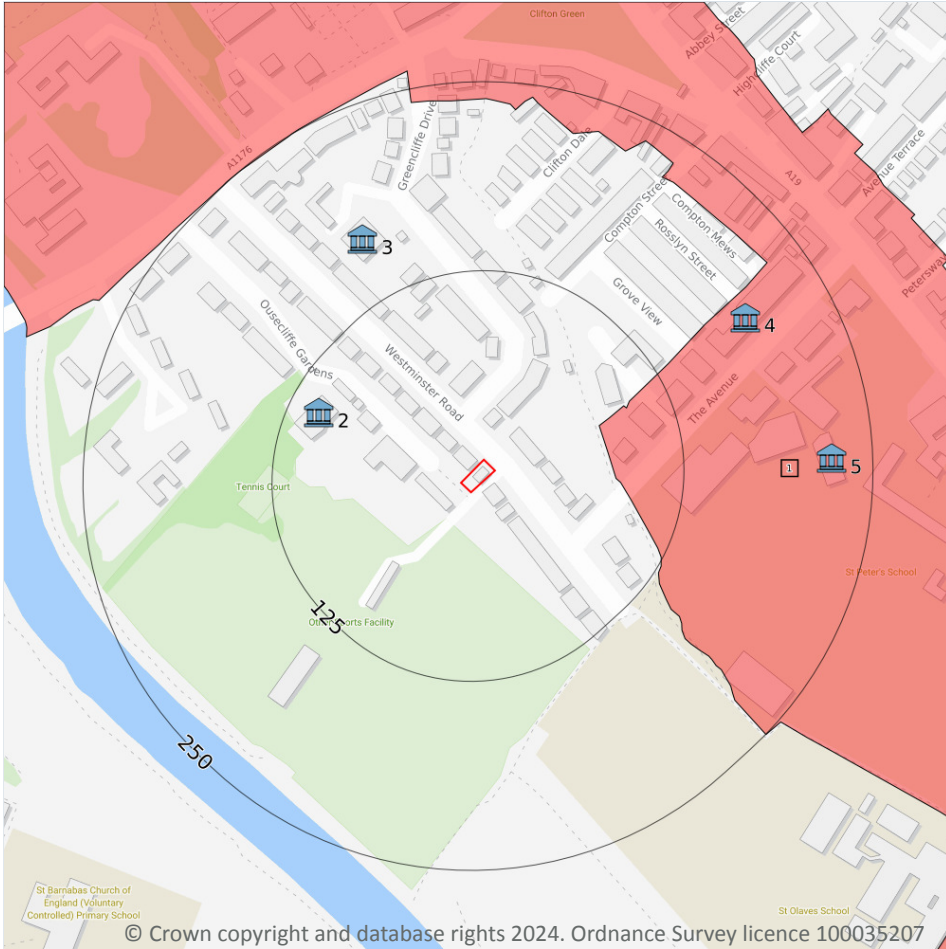 Clifton Green
Abbey Street
Highcliffe Court
A1176
Greencliffe Drive
Clifton Dale
A19
Avenue Terrace
Compton Street
Compton Mews
Rosslyn Street
Petersway
3
Grove View
4
Ousecliffe Gardens
Westminster Road
The Avenue
2
5
1
Tennis Court
St Peter's School
125
Other Sports Facility
250
St Barnabas Church of
England (Voluntary
Controlled) Primary School
St Olaves School
© Crown copyright and database rights 2024. Ordnance Survey licence 100035207